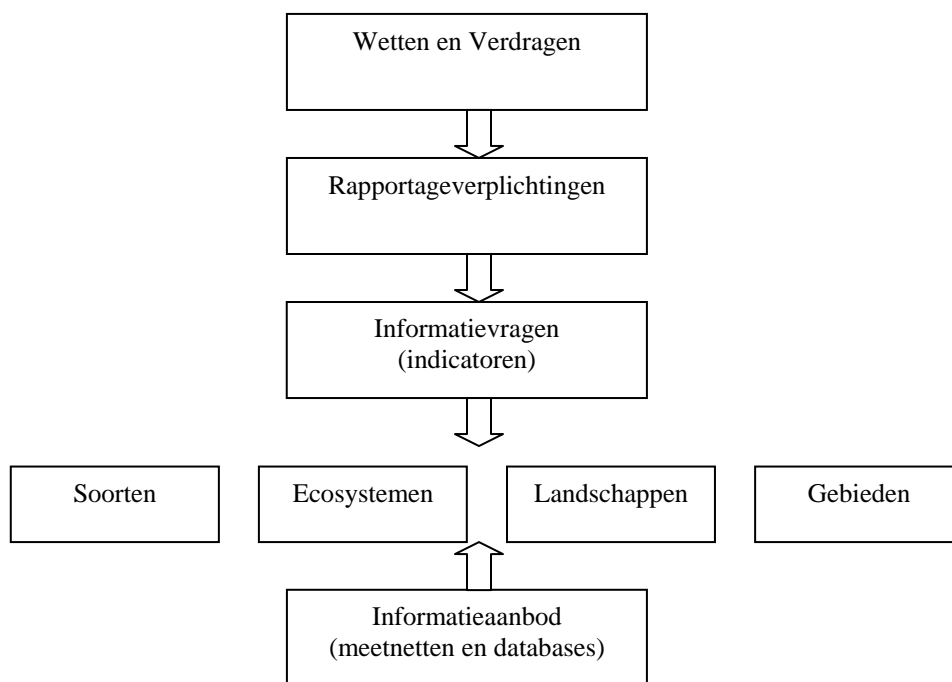 Wetten en Verdragen
Rapportageverplichtingen
Informatievragen
(indicatoren)
Soorten
Ecosystemen
Landschappen
Gebieden
Informatieaanbod
(meetnetten en databases)